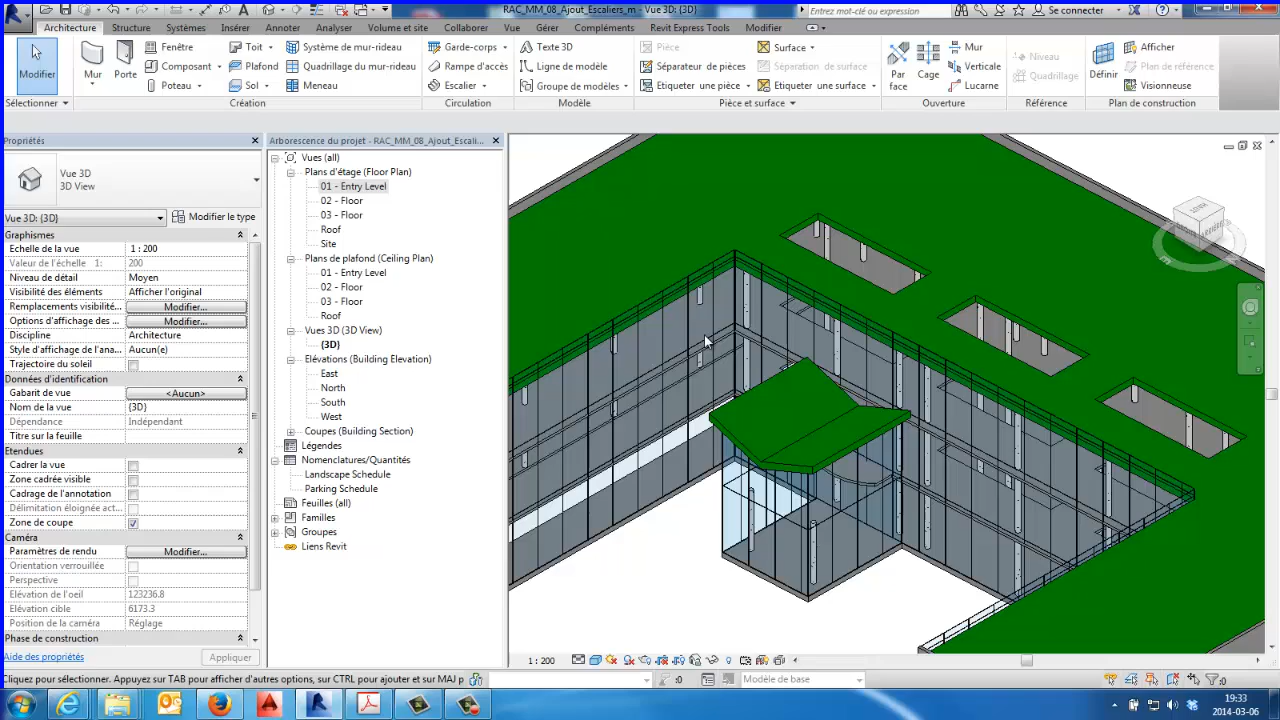 RAC_MM_08_Ajout_Escaliers_m - Vue 3D: {3D}
Entrez mot-clé ou expression
Se connecter
Architecture Structure Systèmes Insérer Annoter Analyser Volume et site Collaborer Vue Gérer Compléments Revit Express Tools Modifier
Modifier
Mur
Porte
Fenêtre
Composant
Poteau
Toit
Plafond
Sol
Système de mur-rideau
Quadrillage du mur-rideau
Meneau
Garde-corps
Rampe d'accès
Escalier
Texte 3D
Ligne de modèle
Groupe de modèles
Pièce
Séparateur de pièces
Etiqueter une pièce
Surface
Séparation de surface
Etiqueter une surface
Par face
Cage
Mur
Verticale
Lucarne
Niveau
Quadrillage
Définir
Afficher
Plan de référence
Visionneuse
Sélectionner Création Circulation Modèle Pièce et surface Ouverture Référence Plan de construction
Propriétés
Vue 3D
3D View
Vue 3D: {3D} Modifier le type
Graphismes
Echelle de la vue 1 : 200
Valeur de l'échelle 1: 200
Niveau de détail Moyen
Visibilité des éléments Afficher l'original
Remplacements visibilité... Modifier...
Options d'affichage des ... Modifier...
Discipline Architecture
Style d'affichage de l'ana... Aucun(e)
Trajectoire du soleil
Données d'identification
Gabarit de vue <Aucun>
Nom de la vue {3D}
Dépendance Indépendant
Titre sur la feuille
Etendues
Cadrer la vue
Zone cadrée visible
Cadrage de l'annotation
Délimitation éloignée act...
Zone de coupe
Caméra
Paramètres de rendu Modifier...
Orientation verrouillée
Perspective
Elévation de l'oeil 123236.8
Elévation cible 6173.3
Position de la caméra Réglage
Phase de construction
Aide des propriétés Appliquer
Arborescence du projet - RAC_MM_08_Ajout_Escali...
Vues (all)
Plans d'étage (Floor Plan)
01 - Entry Level
02 - Floor
03 - Floor
Roof
Site
Plans de plafond (Ceiling Plan)
01 - Entry Level
02 - Floor
03 - Floor
Roof
Vues 3D (3D View)
{3D}
Elévations (Building Elevation)
East
North
South
West
Coupes (Building Section)
Légendes
Nomenclatures/Quantités
Landscape Schedule
Parking Schedule
Feuilles (all)
Familles
Groupes
Liens Revit
1 : 200
Cliquez pour sélectionner. Appuyez sur TAB pour afficher d'autres options, sur CTRL pour ajouter et sur MAJ p
:0
Modèle de base
:0
19:33
2014-03-06